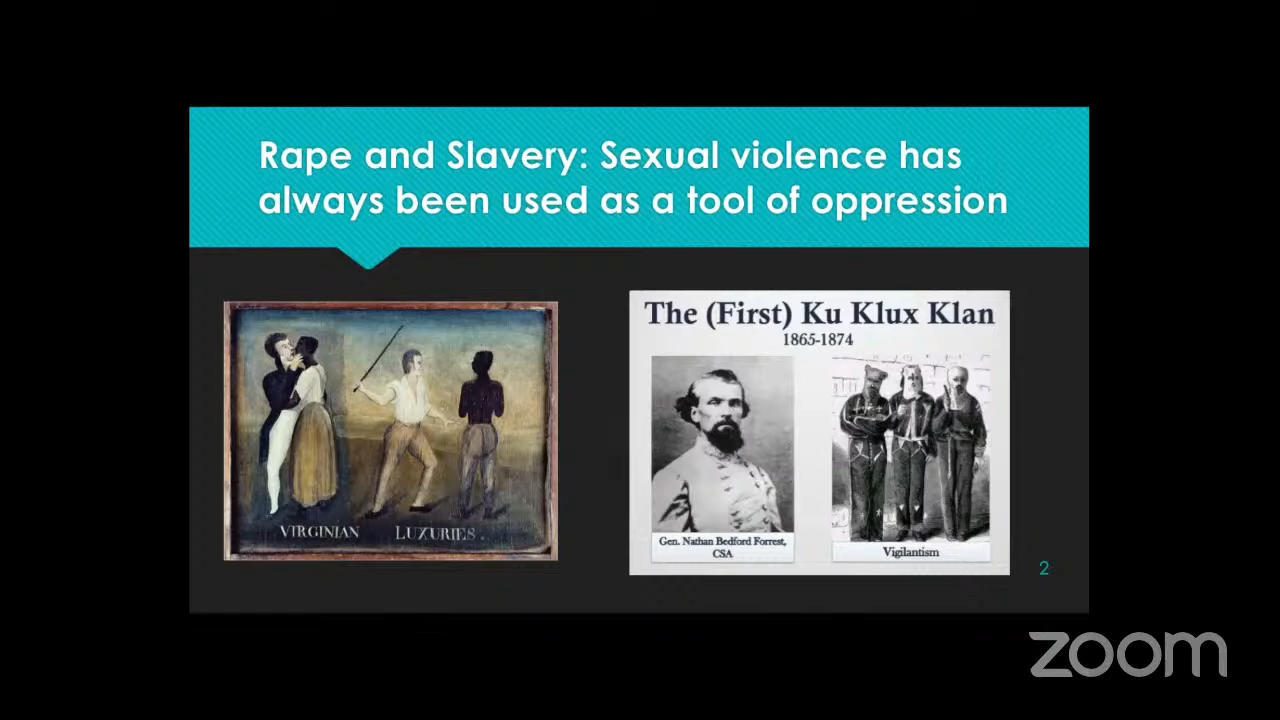 Rape and Slavery: Sexual violence has
always been used as a tool of oppression
VIRGINIAN LUXURIES.
The (First) Ku Klux Klan
1865-1874
Gen. Nathan Bedford Forrest,
CSA
Vigilantism
2
zoom